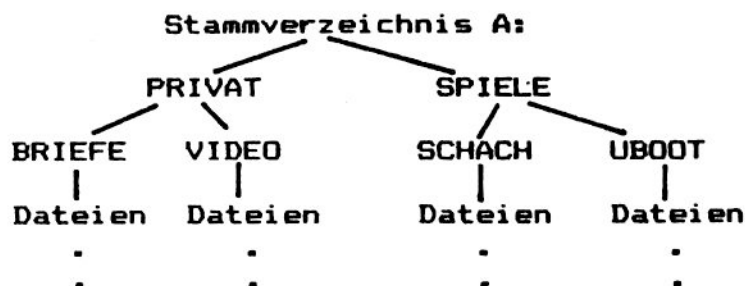 Stammverzeichnis A:
PRIVAT SPIELE
BRIEFE VIDEO SCHACH UBOOT
Dateien Dateien Dateien Dateien
. . . .
. . . .